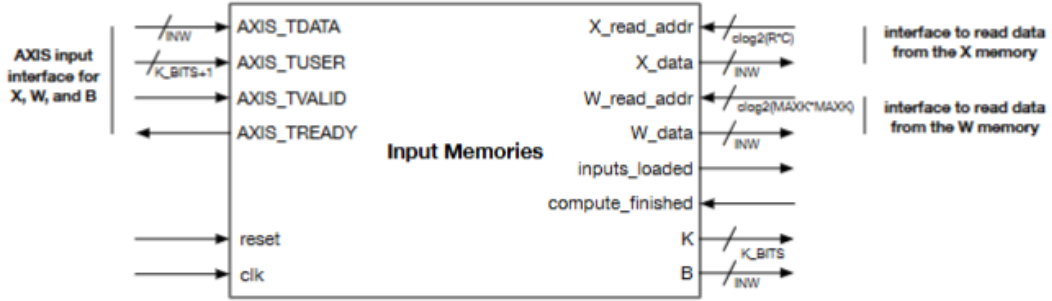 AXIS input
interface for
X, W, and B
INW
K_BITS+1
AXIS_TDATA
AXIS_TUSER
AXIS_TVALID
AXIS_TREADY
reset
clk
Input Memories
X_read_addr
X_data
W_read_addr
W_data
inputs_loaded
compute_finished
K
B
clog2(R*C)
INW
clog2(MAXK*MAXK)
INW
K_BITS
INW
interface to read data
from the X memory
interface to read data
from the W memory